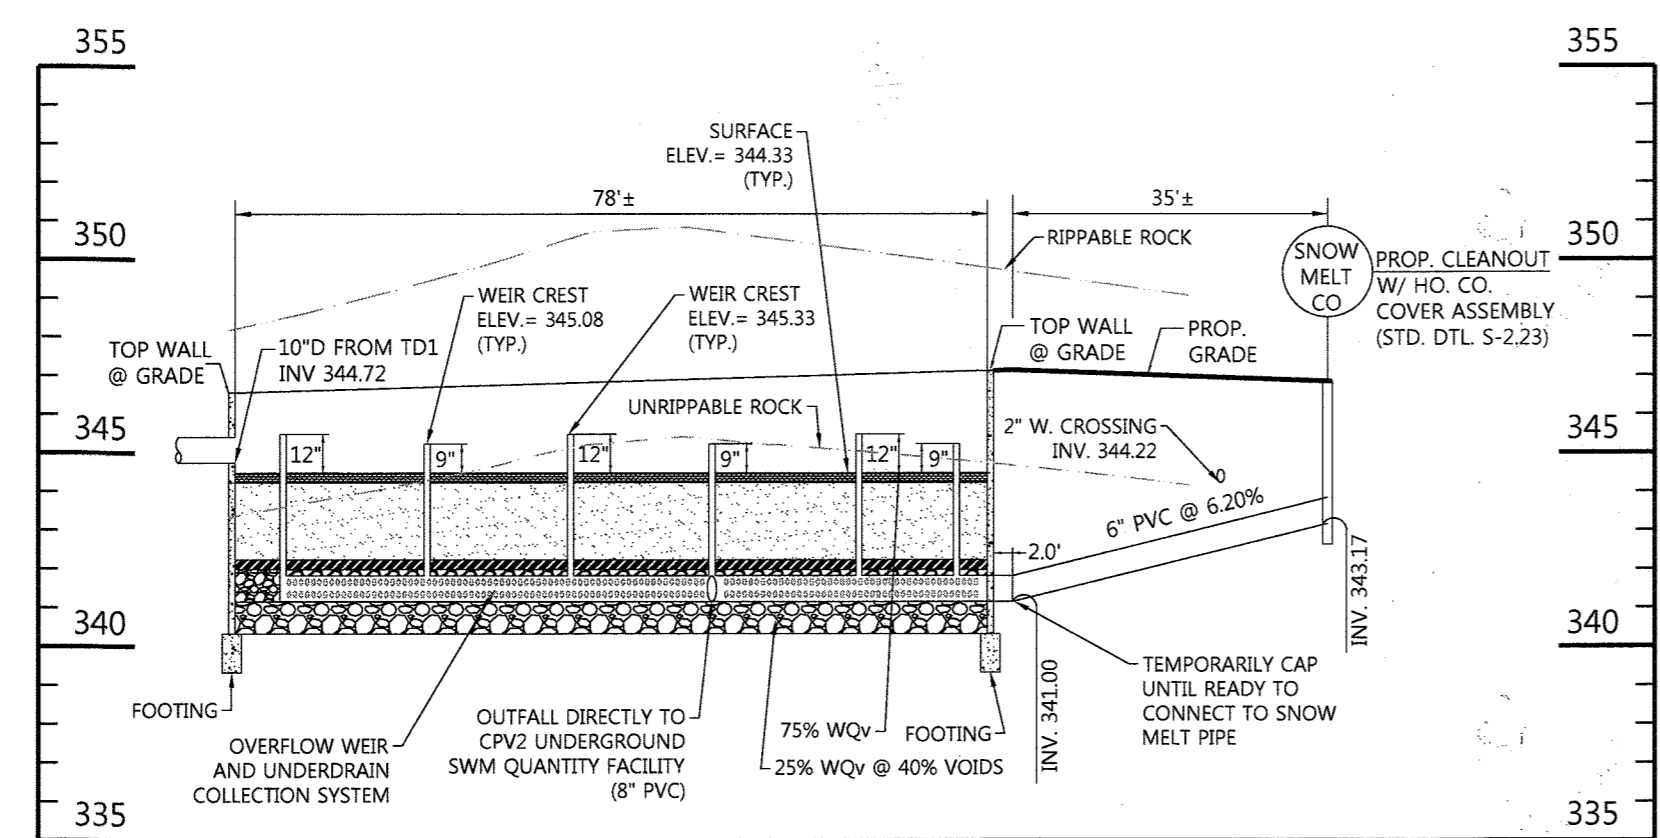 355
355
SURFACE
ELEV.= 344.33
(TYP.)
78'±
35'±
350
350
RIPPABLE ROCK
SNOW
MELT
CO
PROP. CLEANOUT
W/ HO. CO.
COVER ASSEMBLY
(STD. DTL. S-2.23)
WEIR CREST
ELEV.= 345.08
(TYP.)
WEIR CREST
ELEV.= 345.33
(TYP.)
TOP WALL
@ GRADE
10"D FROM TD1
INV 344.72
TOP WALL
@ GRADE
PROP.
GRADE
UNRIPPABLE ROCK
345
345
2" W. CROSSING
INV. 344.22
12"
9"
12"
9"
12"
9"
6" PVC @ 6.20%
2.0'
INV. 343.17
340
340
INV. 341.00
TEMPORARILY CAP
UNTIL READY TO
CONNECT TO SNOW
MELT PIPE
FOOTING
OVERFLOW WEIR
AND UNDERDRAIN
COLLECTION SYSTEM
OUTFALL DIRECTLY TO
CPV2 UNDERGROUND
SWM QUANTITY FACILITY
(8" PVC)
75% WQv
FOOTING
25% WQv @ 40% VOIDS
335
335